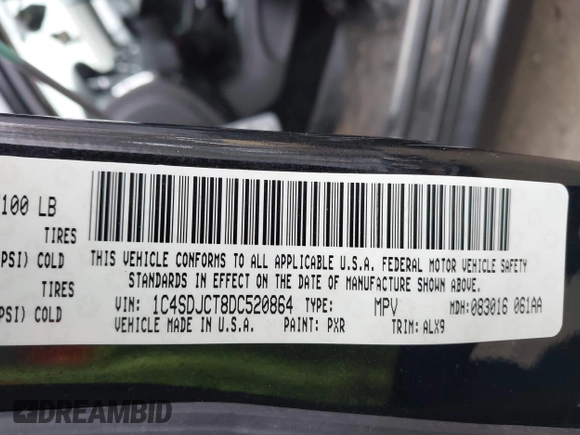 100 LB
TIRES
PSI) COLD
TIRES
PSI) COLD
THIS VEHICLE CONFORMS TO ALL APPLICABLE U.S.A. FEDERAL MOTOR VEHICLE SAFETY
STANDARDS IN EFFECT ON THE DATE OF MANUFACTURE SHOWN ABOVE.
VIN: 1C4SDJCT8DC520864 TYPE: MPV MDH: 083016 061AA
VEHICLE MADE IN U.S.A. PAINT: PXR TRIM: ALX9
DREAMBID